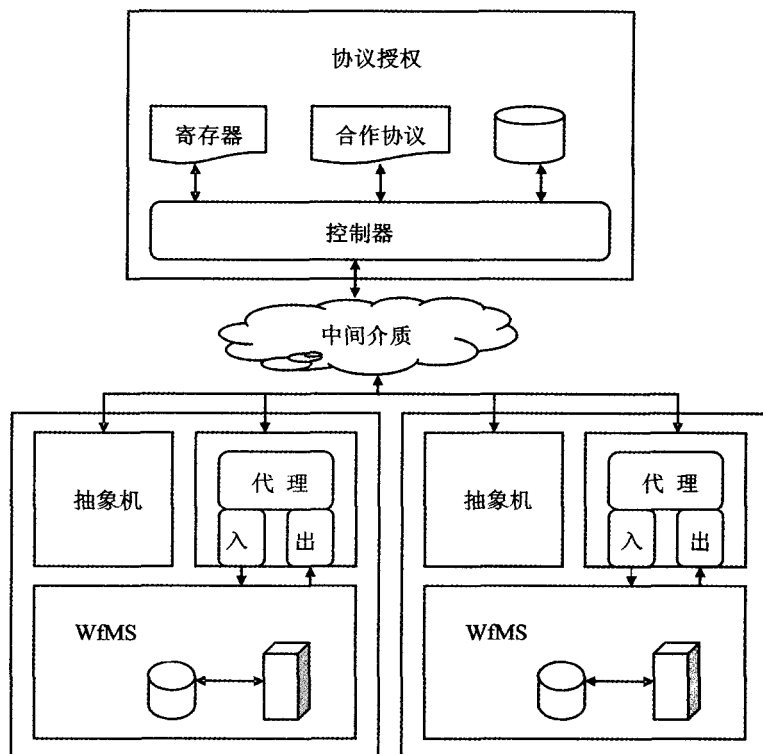 协议授权
寄存器
合作协议
控制器
中间介质
抽象机
代 理
入
出
WfMS
抽象机
代 理
入
出
WfMS